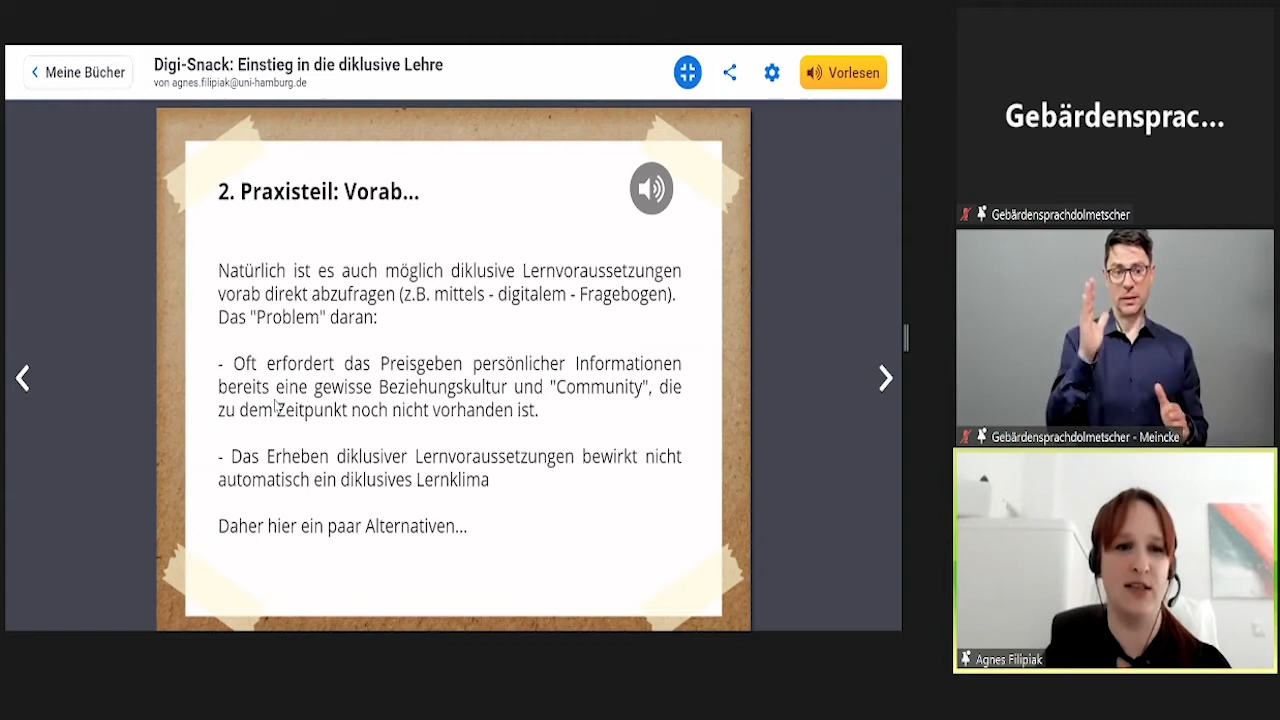 Meine Bücher
Digi-Snack: Einstieg in die diklusive Lehre
von agnes.filipiak@uni-hamburg.de
Vorlesen
2. Praxisteil: Vorab...
Natürlich ist es auch möglich diklusive Lernvoraussetzungen
vorab direkt abzufragen (z.B. mittels - digitalem - Fragebogen).
Das "Problem" daran:
- Oft erfordert das Preisgeben persönlicher Informationen
bereits eine gewisse Beziehungskultur und "Community", die
zu dem Zeitpunkt noch nicht vorhanden ist.
- Das Erheben diklusiver Lernvoraussetzungen bewirkt nicht
automatisch ein diklusives Lernklima
Daher hier ein paar Alternativen...
Gebärdensprac...
Gebärdensprachdolmetscher
Gebärdensprachdolmetscher - Meincke
Agnes Filipiak